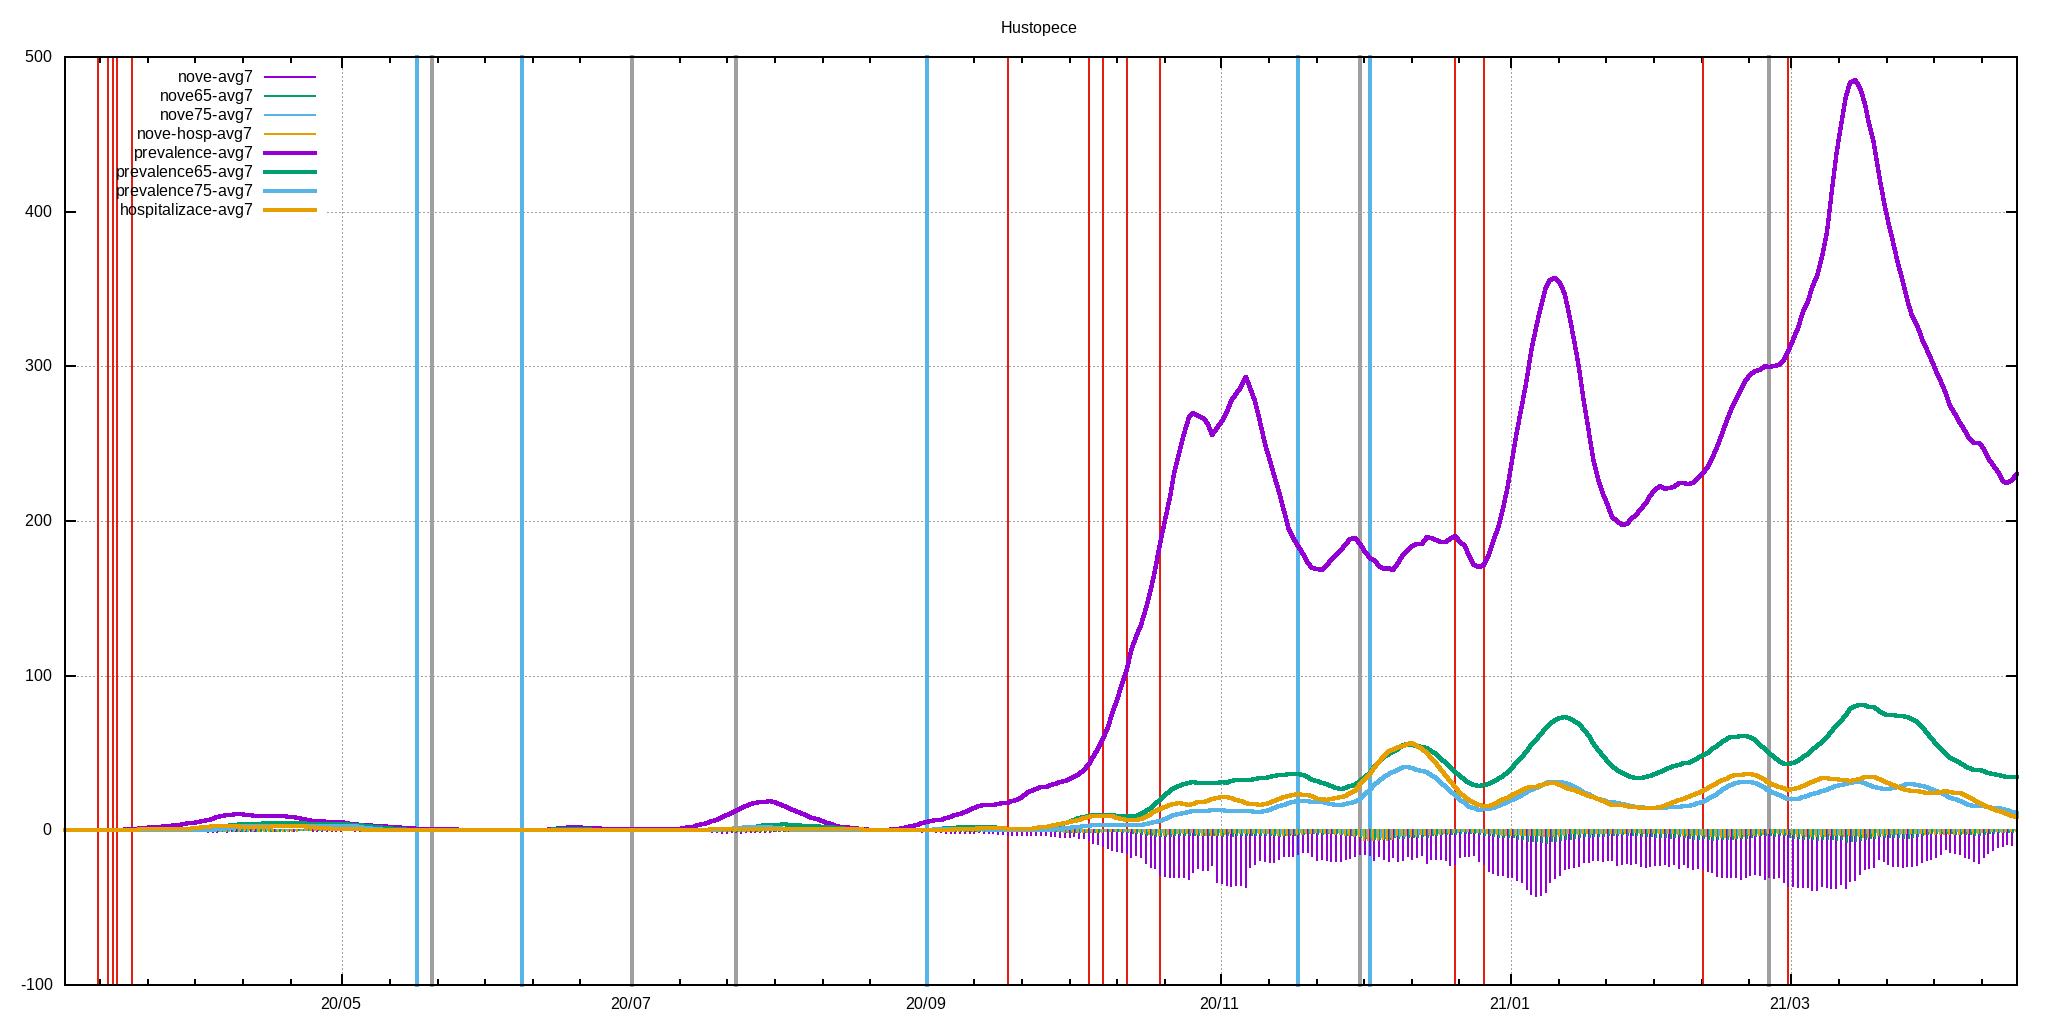 Hustopece
500
400
300
200
100
0
-100
nove-avg7
nove65-avg7
nove75-avg7
nove-hosp-avg7
prevalence-avg7
prevalence65-avg7
prevalence75-avg7
hospitalizace-avg7
20/05 20/07 20/09 20/11 21/01 21/03